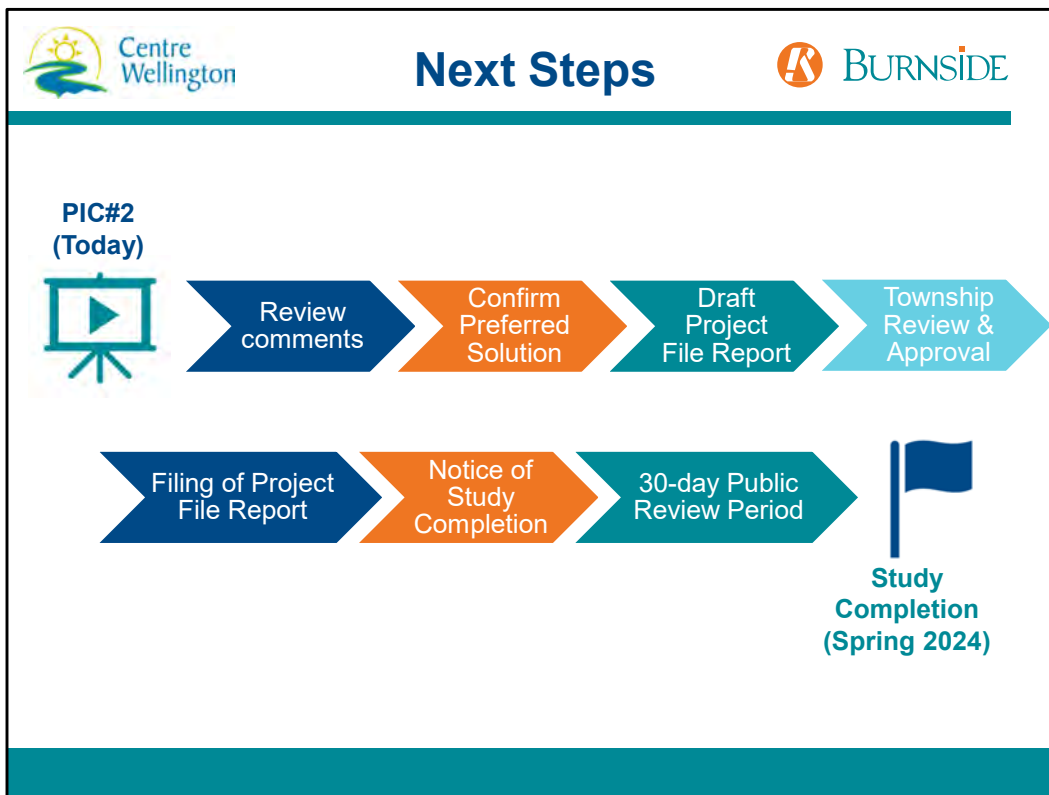 Centre
Wellington
Next Steps
BURNSIDE
PIC#2
(Today)
Review
comments
Confirm
Preferred
Solution
Draft
Project
File Report
Township
Review &
Approval
Filing of Project
File Report
Notice of
Study
Completion
30-day Public
Review Period
Study
Completion
(Spring 2024)